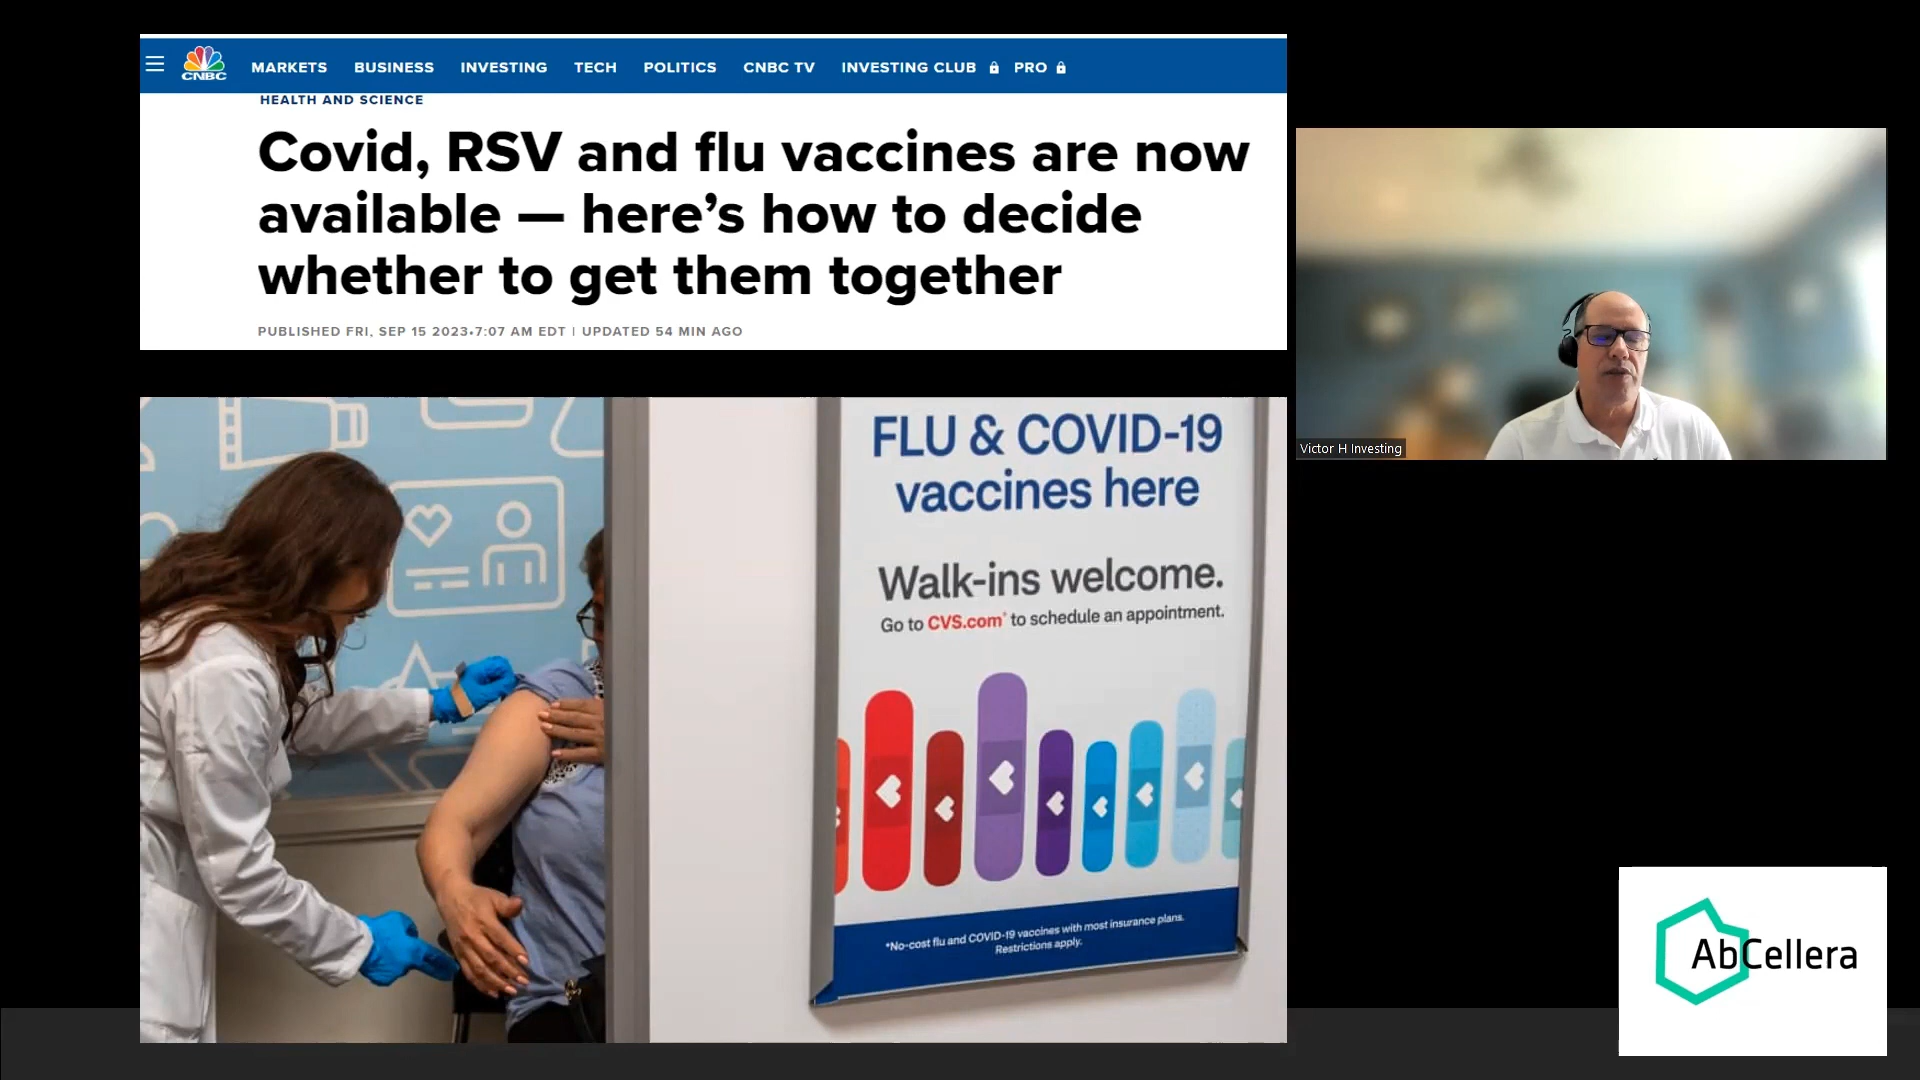 CNBC
MARKETS BUSINESS INVESTING TECH POLITICS CNBC TV INVESTING CLUB PRO
HEALTH AND SCIENCE
Covid, RSV and flu vaccines are now
available — here’s how to decide
whether to get them together
PUBLISHED FRI, SEP 15 2023•7:07 AM EDT | UPDATED 54 MIN AGO
Victor H Investing
FLU & COVID-19
vaccines here
Walk-ins welcome.
Go to CVS.com® to schedule an appointment.
*No-cost flu and COVID-19 vaccines with most insurance plans.
Restrictions apply.
AbCellera